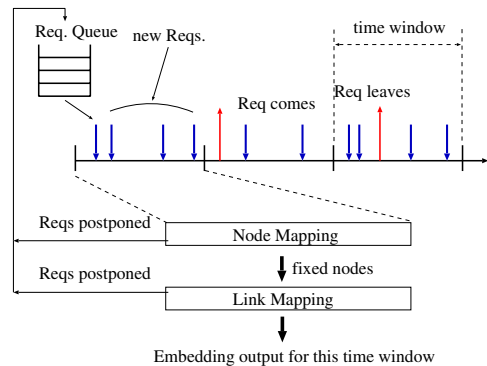 Req. Queue
new Reqs.
time window
Req comes
Req leaves
Reqs postponed
Node Mapping
fixed nodes
Reqs postponed
Link Mapping
Embedding output for this time window